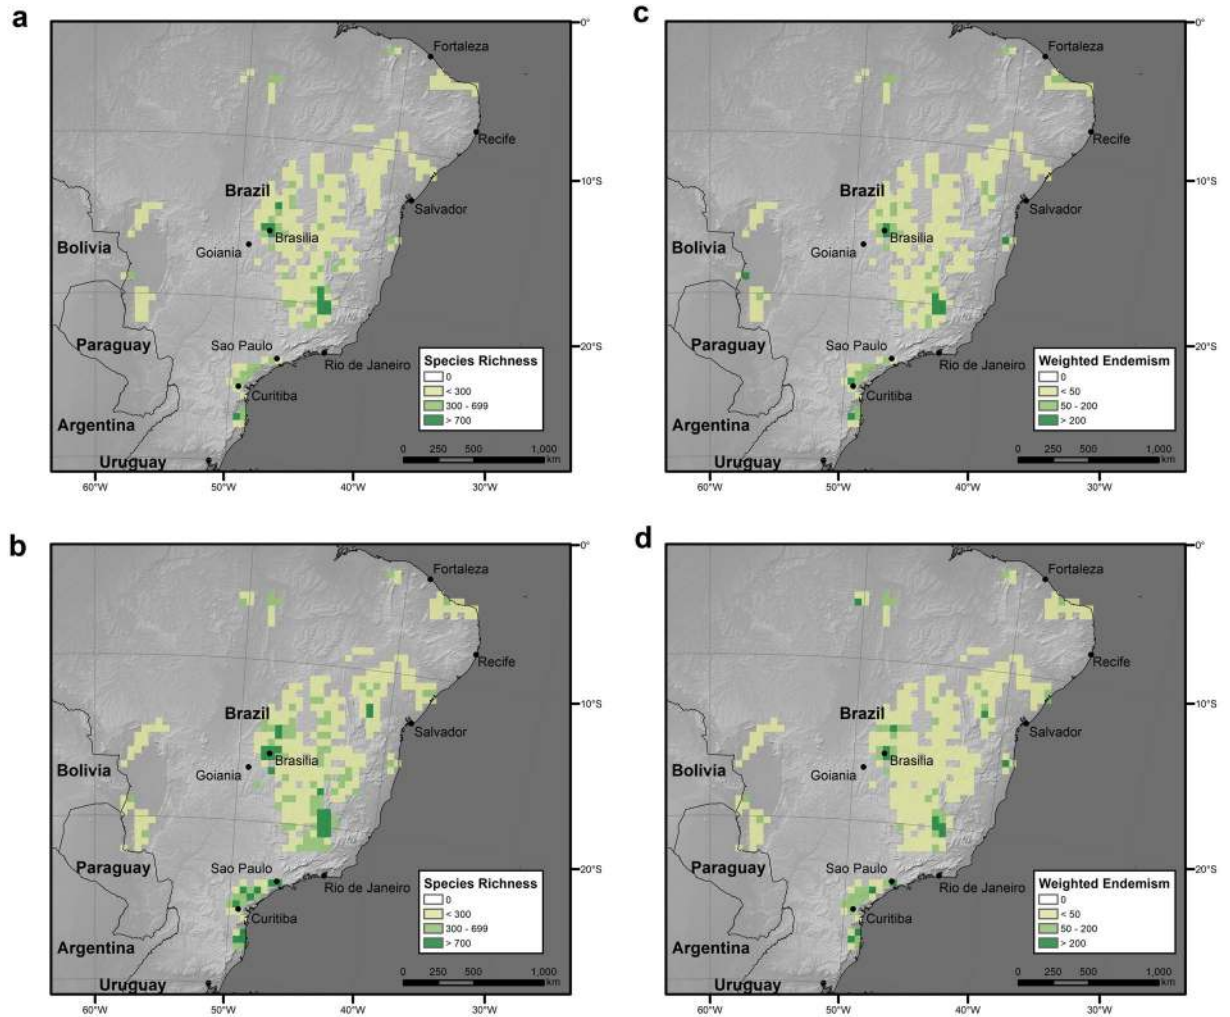 a
0°
Fortaleza
Recife
Brazil
10°S
Salvador
Brasília
Goiania
Bolivia
Paraguay
Sao Paulo
Rio de Janeiro
20°S
Curitiba
Argentina
Uruguay
Species Richness
0
< 300
300 - 699
> 700
0 250 500 1,000
km
60°W 50°W 40°W 30°W
c
0°
Fortaleza
Recife
Brazil
10°S
Salvador
Brasília
Goiania
Bolivia
Paraguay
Sao Paulo
Rio de Janeiro
20°S
Curitiba
Argentina
Uruguay
Weighted Endemism
0
< 50
50 - 200
> 200
0 250 500 1,000
km
60°W 50°W 40°W 30°W
b
0°
Fortaleza
Recife
Brazil
10°S
Salvador
Brasília
Goiania
Bolivia
Paraguay
Sao Paulo
Rio de Janeiro
20°S
Curitiba
Argentina
Uruguay
Species Richness
0
< 300
300 - 699
> 700
0 250 500 1,000
km
60°W 50°W 40°W 30°W
d
0°
Fortaleza
Recife
Brazil
10°S
Salvador
Brasília
Goiania
Bolivia
Paraguay
Sao Paulo
Rio de Janeiro
20°S
Curitiba
Argentina
Uruguay
Weighted Endemism
0
< 50
50 - 200
> 200
0 250 500 1,000
km
60°W 50°W 40°W 30°W